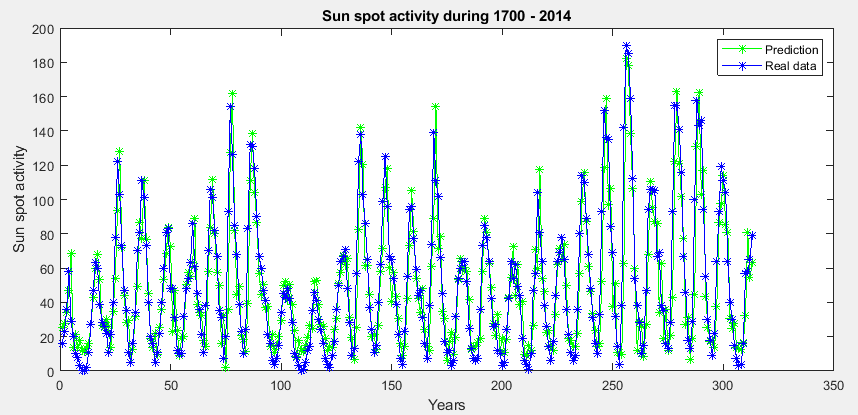 Sun spot activity during 1700 - 2014
200
180
160
140
120
100
80
60
40
20
0
Sun spot activity
Prediction
Real data
0 50 100 150 200 250 300 350
Years